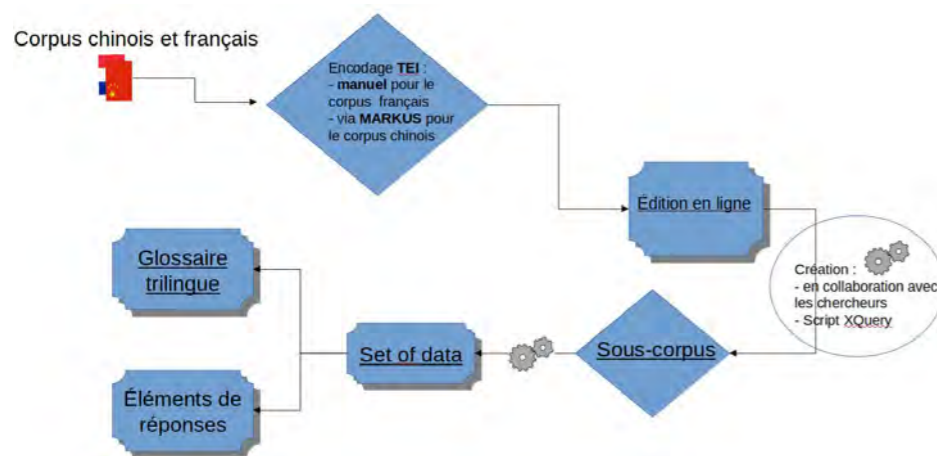 Corpus chinois et français
Encodage TEI :
- manuel pour le
corpus français
- via MARKUS pour
le corpus chinois
Édition en ligne
Création :
- en collaboration avec
les chercheurs
- Script XQuery
Sous-corpus
Set of data
Glossaire
trilingue
Éléments de
réponses